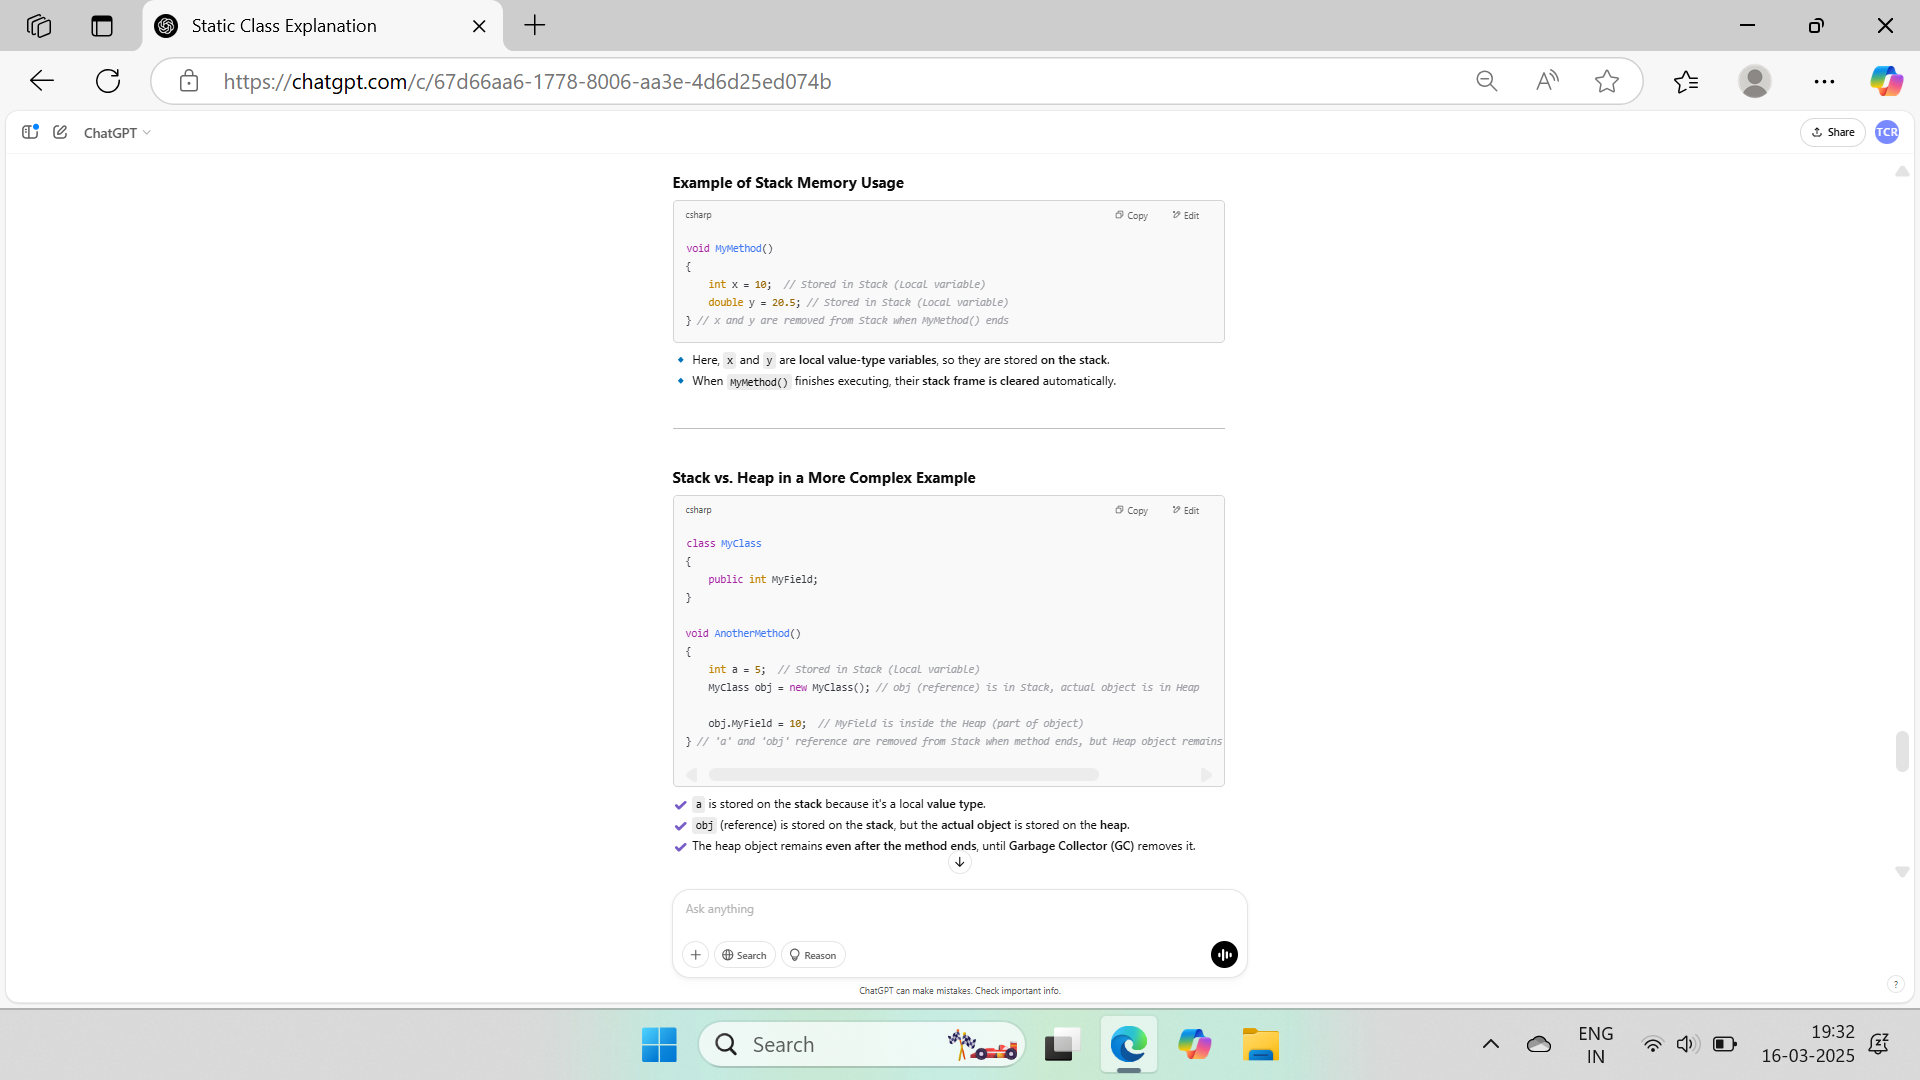 Static Class Explanation
https://chatgpt.com/c/67d66aa6-1778-8006-aa3e-4d6d25ed074b
ChatGPT
Share
TCR
Example of Stack Memory Usage
csharp
Copy
Edit
void MyMethod()
{
int x = 10;  // Stored in Stack (Local variable)
double y = 20.5; // Stored in Stack (Local variable)
} // x and y are removed from Stack when MyMethod() ends
Here, x and y are local value-type variables, so they are stored on the stack.
When MyMethod() finishes executing, their stack frame is cleared automatically.
Stack vs. Heap in a More Complex Example
csharp
Copy
Edit
class MyClass
{
public int MyField;
}
void AnotherMethod()
{
int a = 5;  // Stored in Stack (local variable)
MyClass obj = new MyClass(); // obj (reference) is in Stack, actual object is in Heap
obj.MyField = 10;  // MyField is inside the Heap (part of object)
} // 'a' and 'obj' reference are removed from Stack when method ends, but Heap object remains
a is stored on the stack because it's a local value type.
obj (reference) is stored on the stack, but the actual object is stored on the heap.
The heap object remains even after the method ends, until Garbage Collector (GC) removes it.
Ask anything
Search
Reason
ChatGPT can make mistakes. Check important info.
?
Search
ENG
IN
19:32
16-03-2025